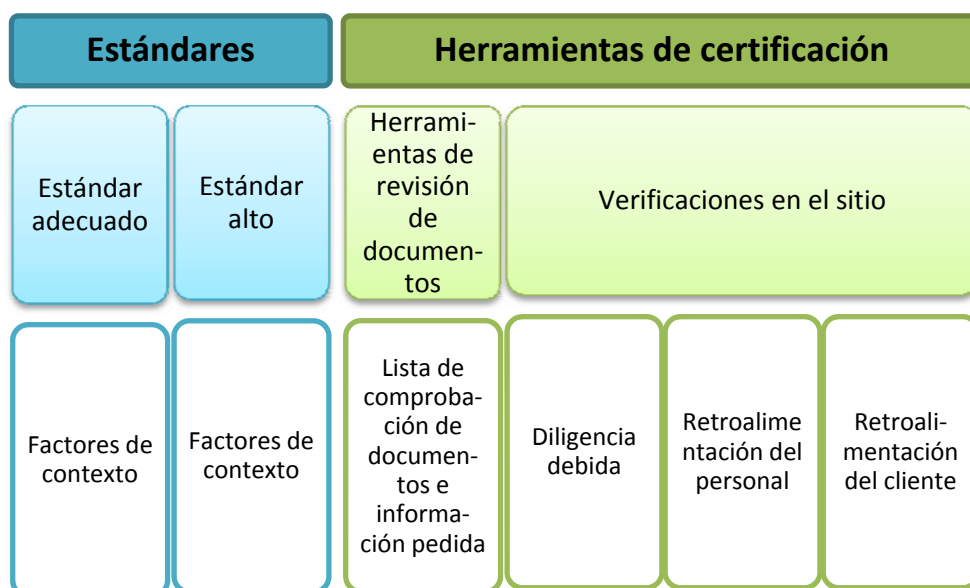 Estándares
Herramientas de certificación
Estándar
adecuado
Estándar
alto
Herrami-
entas de
revisión
de
documen-
tos
Verificaciones en el sitio
Factores de
contexto
Factores de
contexto
Lista de
comproba-
ción de
documen-
tos e
informa-
ción pedida
Diligencia
debida
Retroalime
ntación del
personal
Retroali-
mentación
del cliente